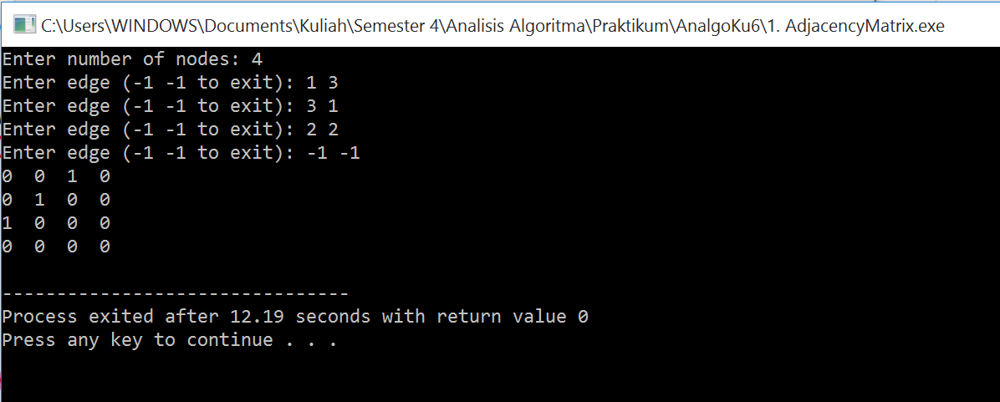 C:\Users\WINDOWS\Documents\Kuliah\Semester 4\Analisis Algoritma\Praktikum\AnalgoKu6\1. AdjacencyMatrix.exe
Enter number of nodes: 4
Enter edge (-1 -1 to exit): 1 3
Enter edge (-1 -1 to exit): 3 1
Enter edge (-1 -1 to exit): 2 2
Enter edge (-1 -1 to exit): -1 -1
0  0  1  0
0  1  0  0
1  0  0  0
0  0  0  0
--------------------------------
Process exited after 12.19 seconds with return value 0
Press any key to continue . . .